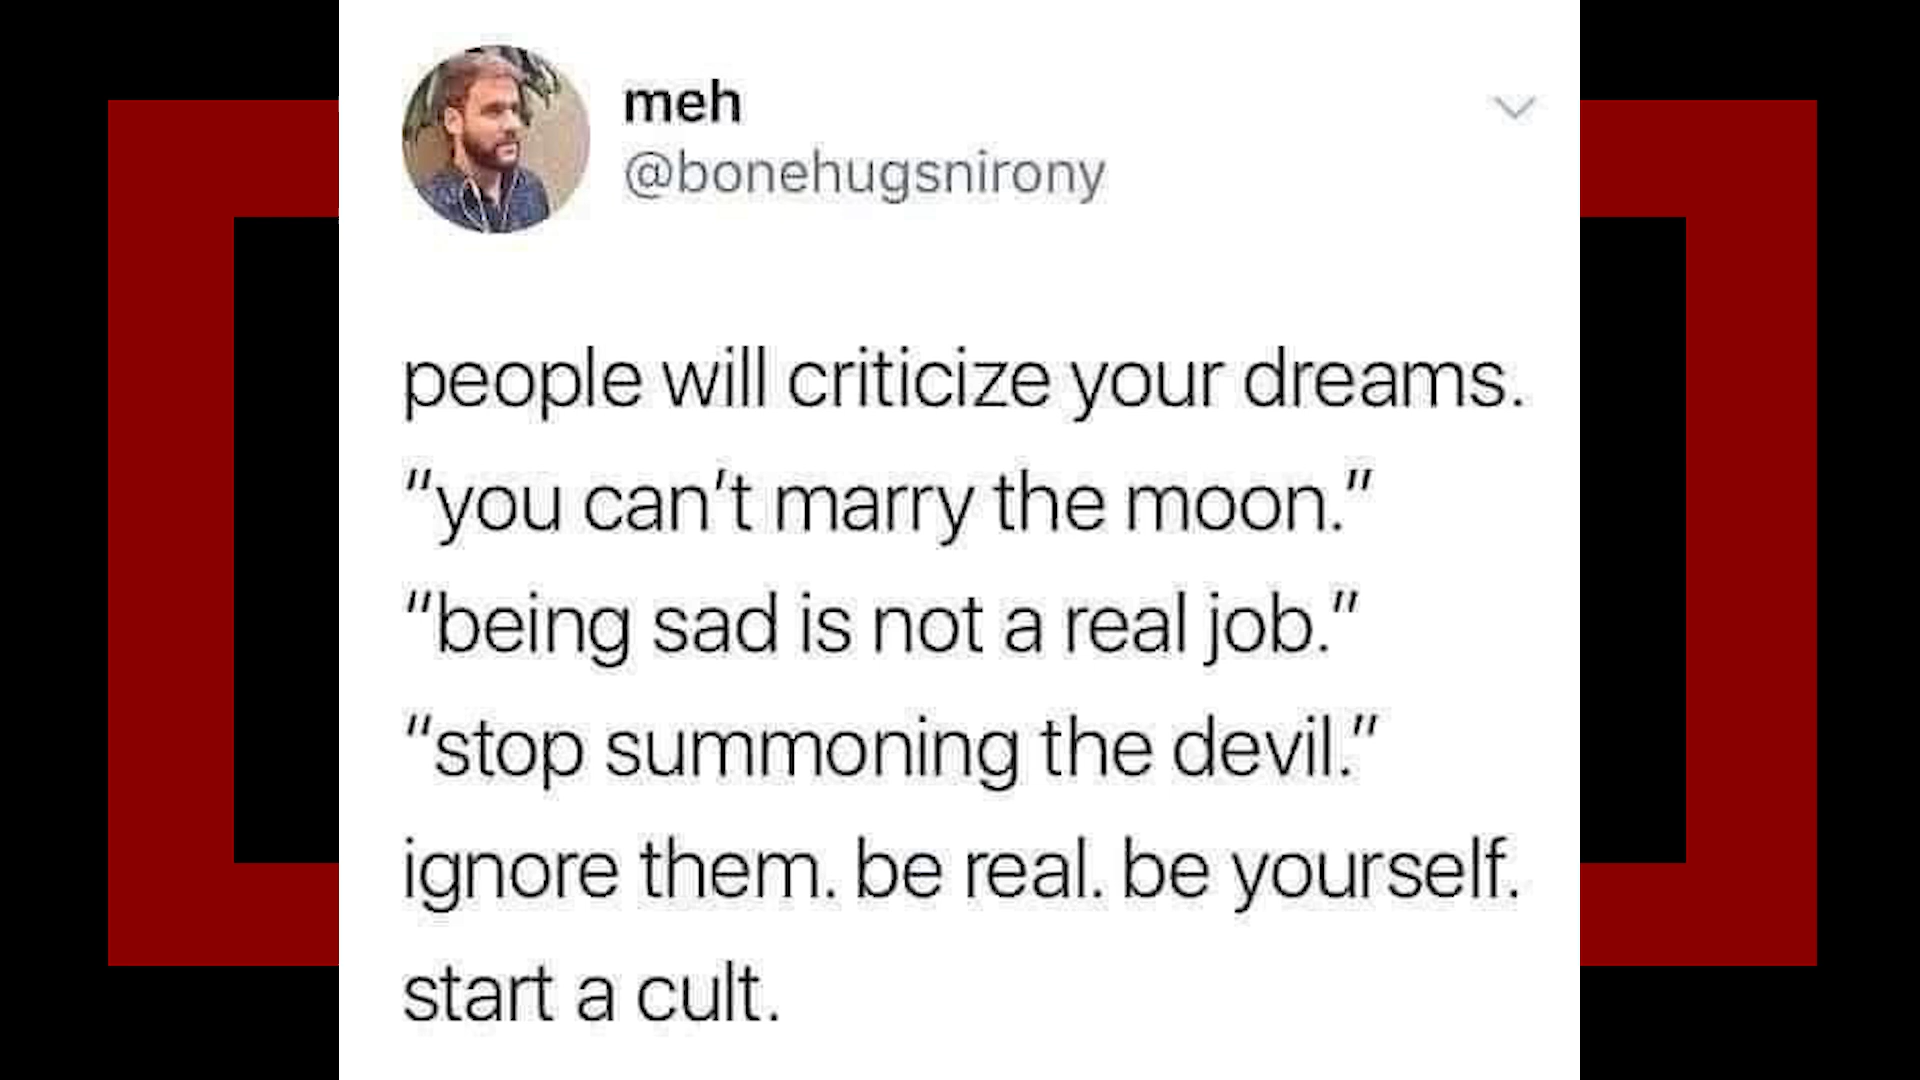 meh
@bonehugsnirony
people will criticize your dreams.
"you can't marry the moon."
"being sad is not a real job."
"stop summoning the devil."
ignore them. be real. be yourself.
start a cult.